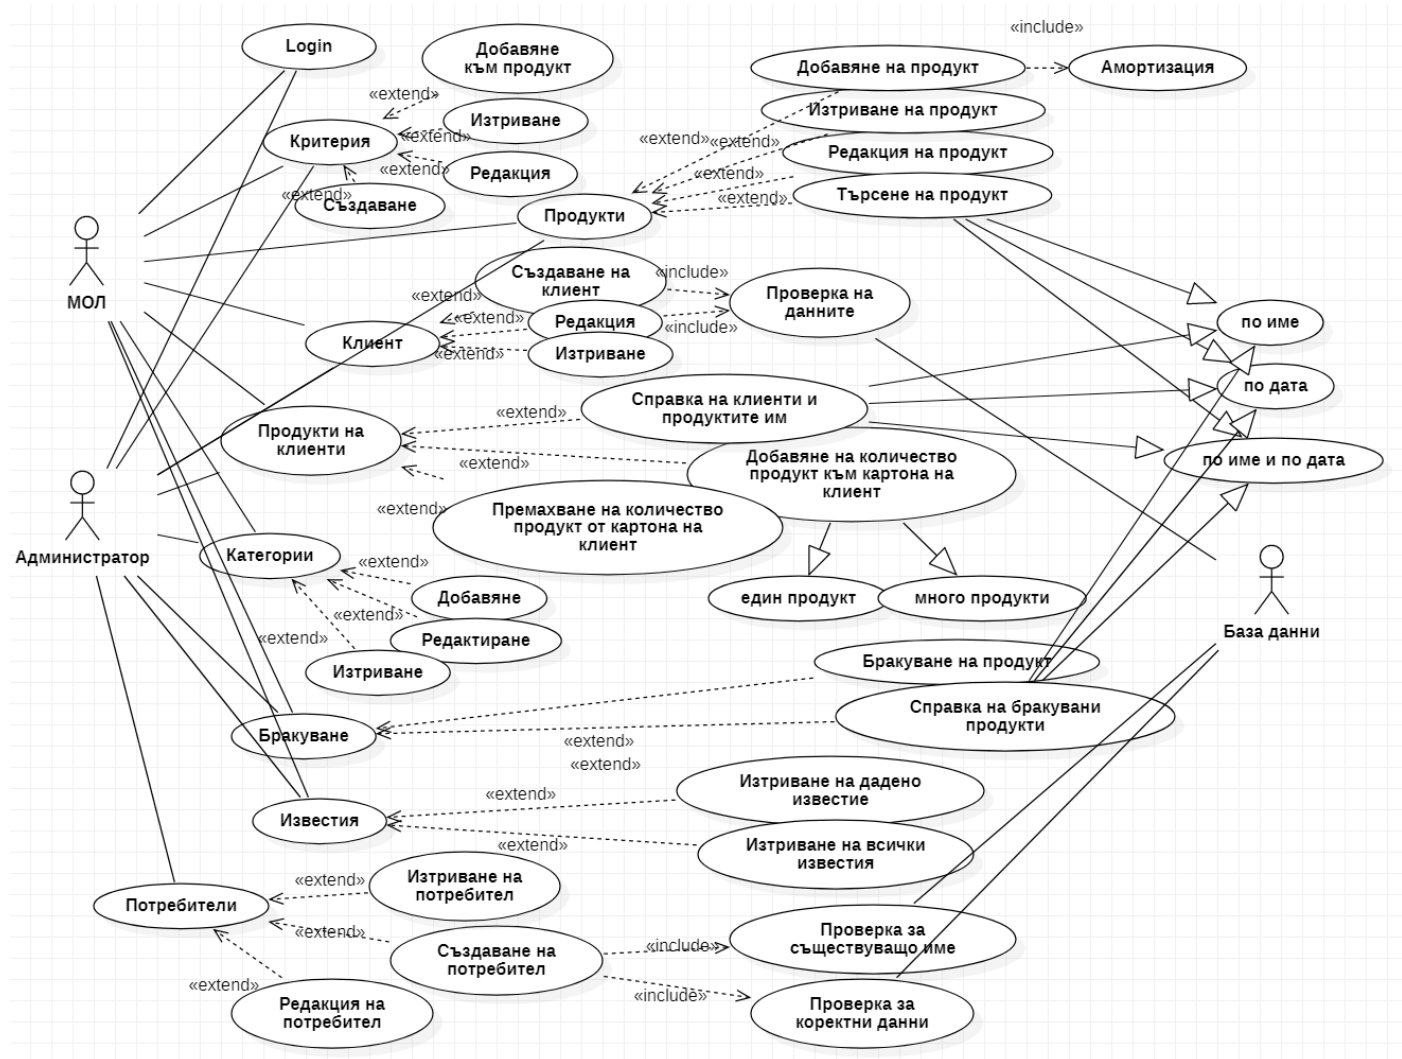 «include»
Login
Добавяне
към продукт
Добавяне на продукт
Амортизация
«extend»
Изтриване
Изтриване на продукт
Критерия
«extend»
«extend»
«extend»
Редакция на продукт
«extend»
Редакция
«extend»
«extend»
Създаване
«extend»
Търсене на продукт
Продукти
МОЛ
Създаване на
клиент
«include»
Проверка на
данните
«extend»
«extend»
Редакция
«include»
по име
Клиент
«extend»
Изтриване
по дата
Справка на клиенти и
продуктите им
«extend»
Продукти на
клиенти
Добавяне на количество
продукт към картона на
клиент
«extend»
по име и по дата
«extend»
Премахване на количество
продукт от картона на
клиент
Администратор
Категории
«extend»
Добавяне
един продукт
много продукти
«extend»
Редактиране
«extend»
Изтриване
База данни
Бракуване на продукт
Справка на бракувани
продукти
Бракуване
«extend»
«extend»
Изтриване на дадено
известие
«extend»
Известия
«extend»
Изтриване на всички
известия
«extend»
Изтриване на
потребител
Потребители
«extend»
Създаване на
потребител
«include»
Проверка за
съществуващо име
«extend»
Редакция на
потребител
«include»
Проверка за
коректни данни